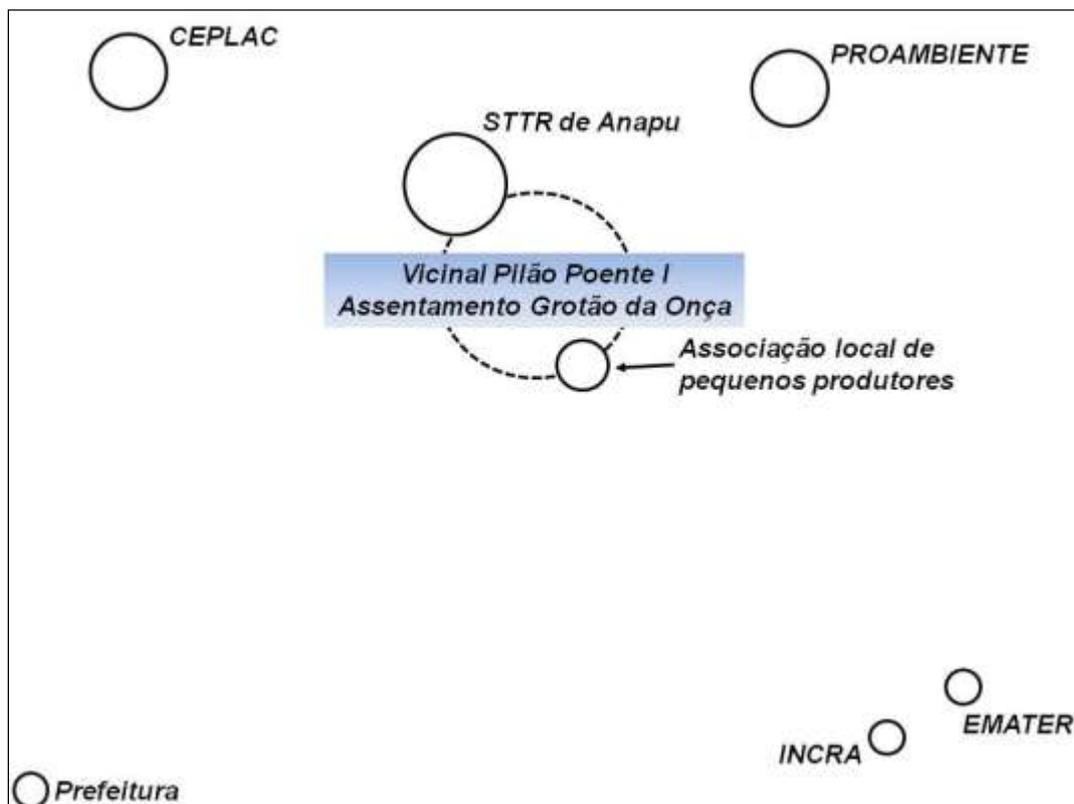 CEPLAC
PROAMBIENTE
STTR de Anapu
Vicinal Pilão Poente I
Assentamento Grotão da Onça
Associação local de
pequenos produtores
EMATER
INCRA
Prefeitura